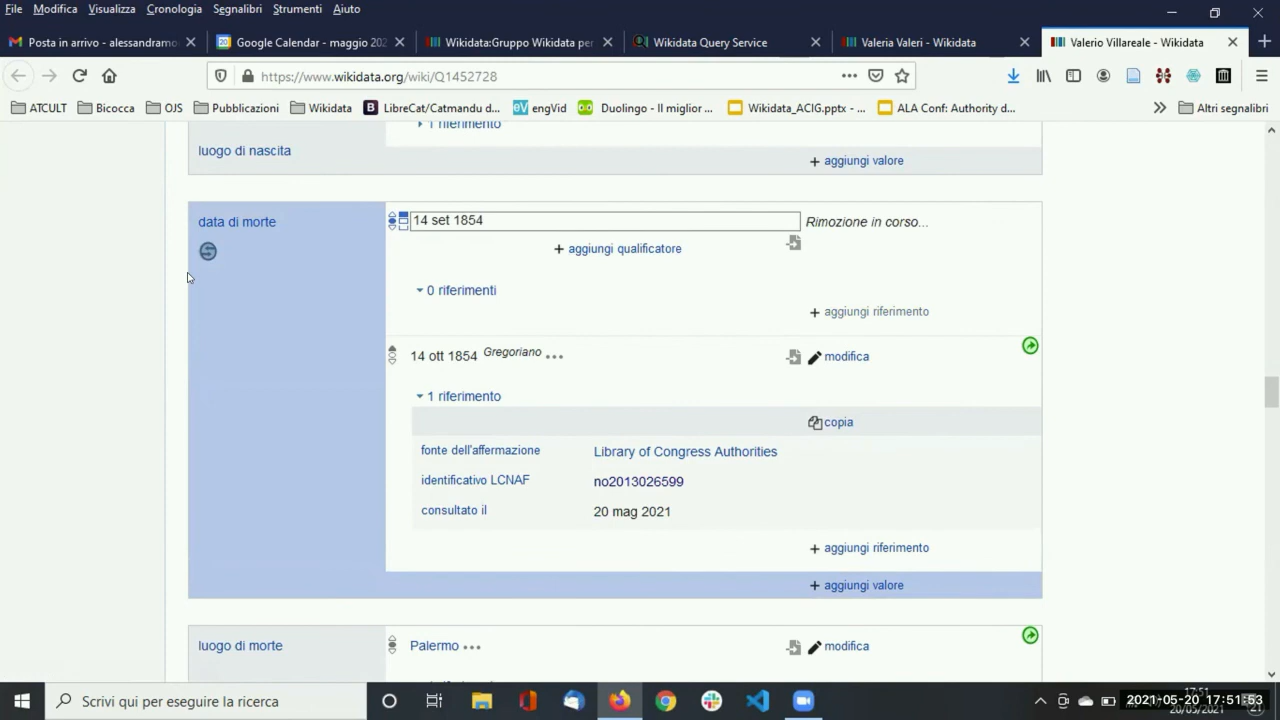 File Modifica Visualizza Cronologia Segnalibri Strumenti Aiuto
Posta in arrivo - alessandramo
Google Calendar - maggio 202
Wikidata:Gruppo Wikidata per
Wikidata Query Service
Valeria Valeri - Wikidata
Valerio Villareale - Wikidata
https://www.wikidata.org/wiki/Q1452728
ATCULT Bicocca OJS Pubblicazioni Wikidata LibreCat/Catmandu d... engVid Duolingo - Il miglior ... Wikidata_ACIG.pptx - ... ALA Conf: Authority d... Altri segnalibri
1 riferimento
luogo di nascita
+ aggiungi valore
data di morte
14 set 1854
Rimozione in corso...
+ aggiungi qualificatore
0 riferimenti
+ aggiungi riferimento
14 ott 1854 Gregoriano
modifica
1 riferimento
copia
fonte dell'affermazione Library of Congress Authorities
identificativo LCNAF no2013026599
consultato il 20 mag 2021
+ aggiungi riferimento
+ aggiungi valore
luogo di morte
Palermo
modifica
Scrivi qui per eseguire la ricerca
2021-05-20 17:51:53